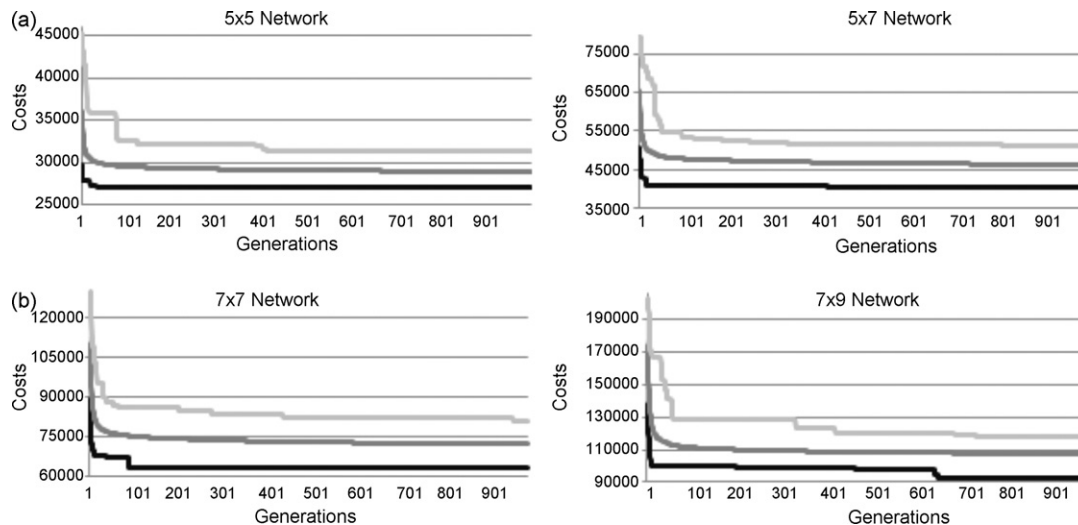 (a)
5x5 Network
45000
40000
35000
30000
25000
Costs
1 101 201 301 401 501 601 701 801 901
Generations
5x7 Network
75000
65000
55000
45000
35000
Costs
1 101 201 301 401 501 601 701 801 901
Generations
(b)
7x7 Network
120000
105000
90000
75000
60000
Costs
1 101 201 301 401 501 601 701 801 901
Generations
7x9 Network
190000
170000
150000
130000
110000
90000
Costs
1 101 201 301 401 501 601 701 801 901
Generations